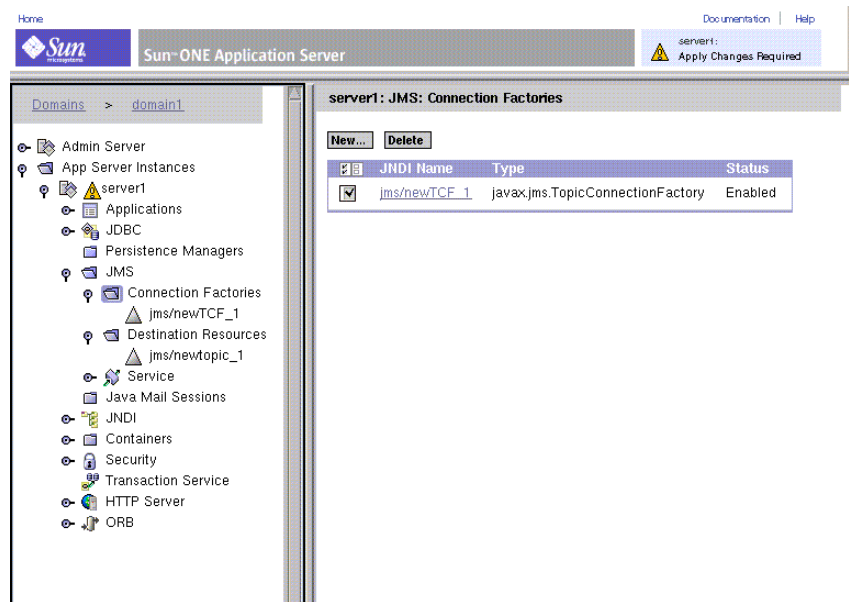 Home
Documentation | Help
Sun
microsystems
Sun™ ONE Application Server
server1:
Apply Changes Required
Domains > domain1
Admin Server
App Server Instances
server1
Applications
JDBC
Persistence Managers
JMS
Connection Factories
jms/newTCF_1
Destination Resources
jms/newtopic_1
Service
Java Mail Sessions
JNDI
Containers
Security
Transaction Service
HTTP Server
ORB
server1: JMS: Connection Factories
New... Delete
JNDI Name Type Status
jms/newTCF_1 javax.jms.TopicConnectionFactory Enabled